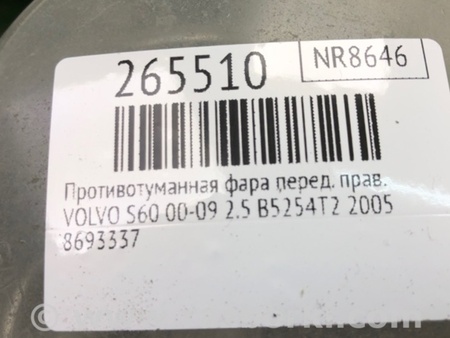 265510
NR8646
Противотуманная фара перед. прав.
VOLVO S60 00-09 2.5 B5254T2 2005
8693337